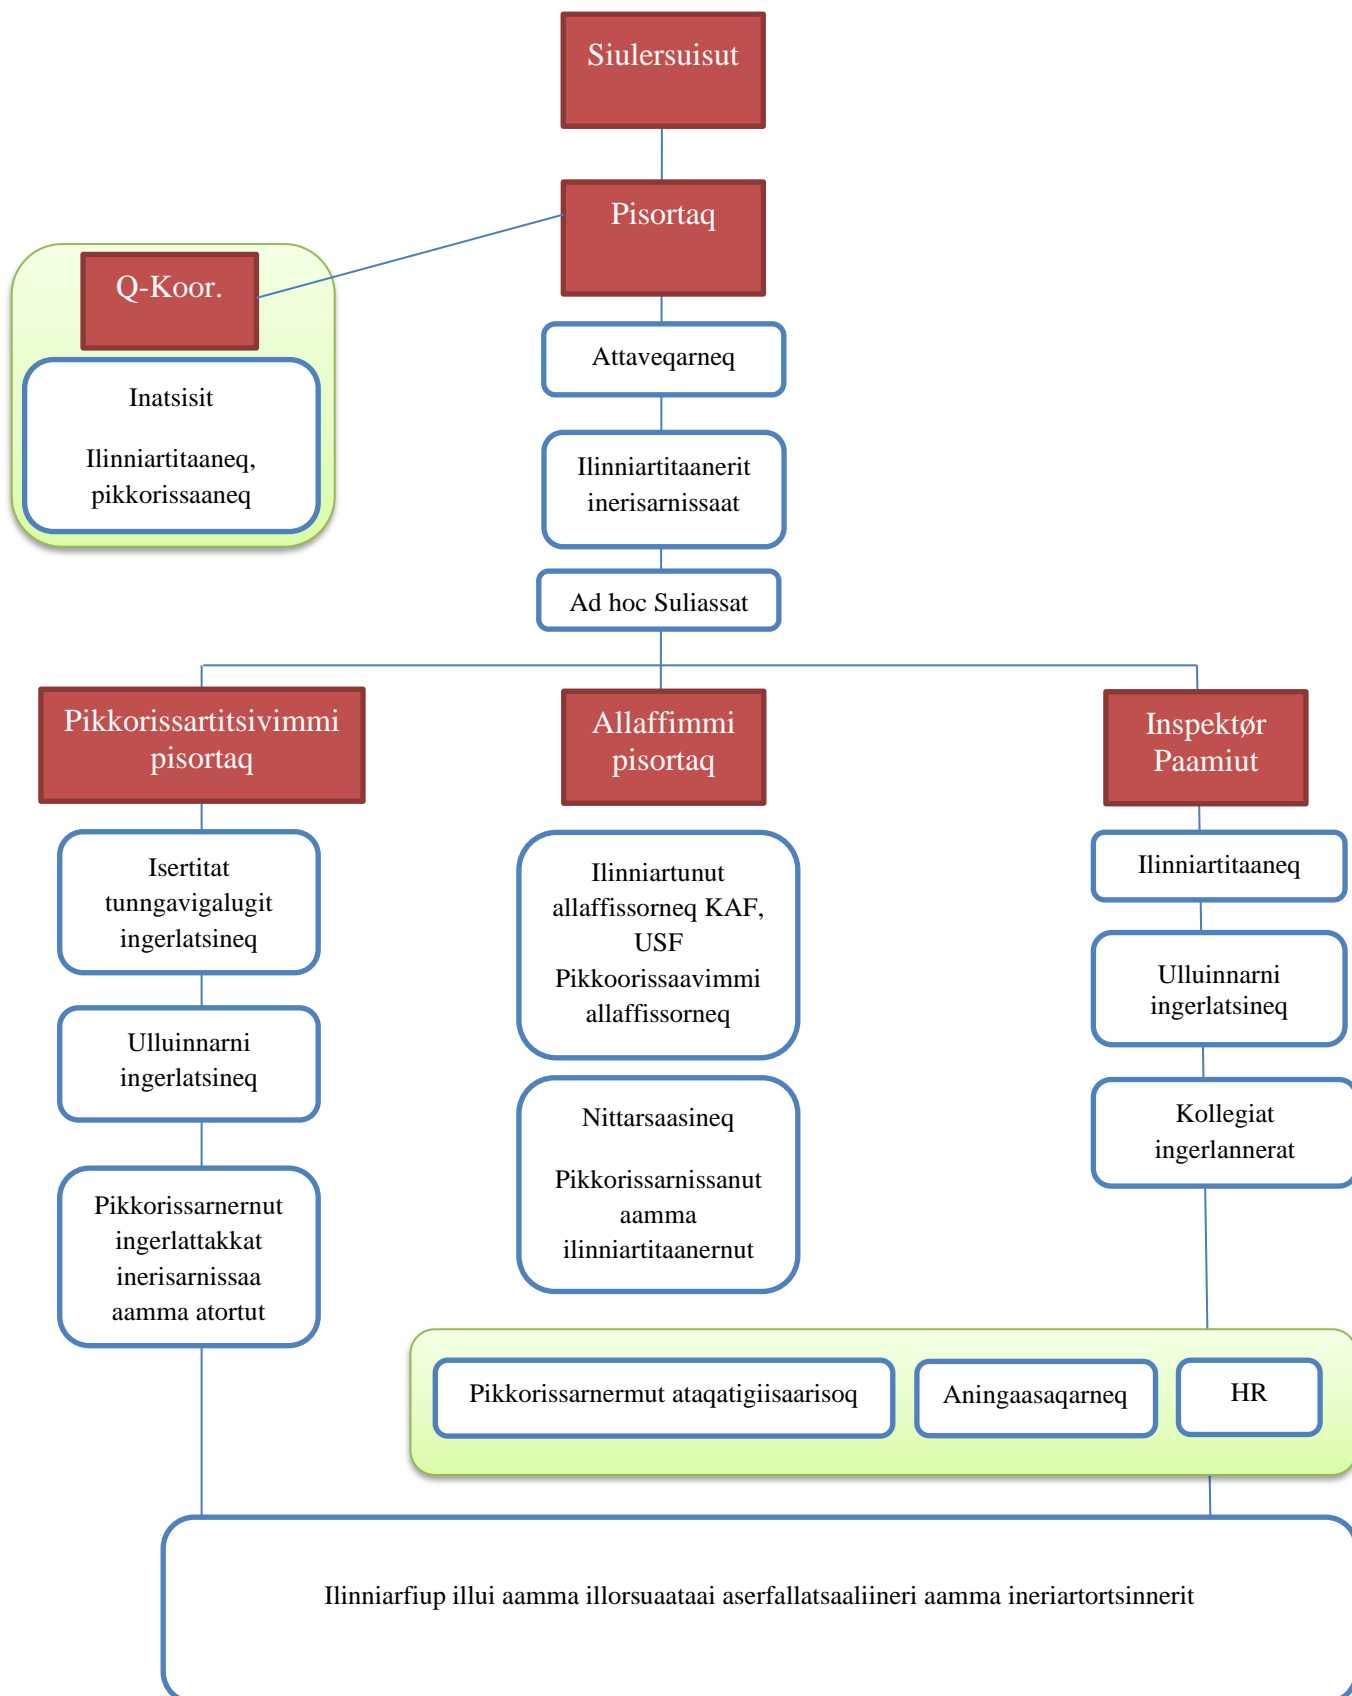 Siulersuisut
Pisortaq
Q-Koor.
Inatsisit
Ilinniartitaaneq,
pikkorissaaneq
Attaveqarneq
Ilinniartitaanerit
inerisarnissaat
Ad hoc Suliassat
Pikkorissartitsivimmi
pisortaq
Isertitat
tunngavigalugit
ingerlatsineq
Ulluinnarni
ingerlatsineq
Pikkorissarnernut
ingerlattakkat
inerisarnissaa
aamma atortut
Allaffimmi
pisortaq
Ilinniartunut
allaffissorneq KAF,
USF
Pikkoorissaavimmi
allaffissorneq
Nittarsaasineq
Pikkorissarnissanut
aamma
ilinniartitaanernut
Inspektør
Paamiut
Ilinniartitaaneq
Ulluinnarni
ingerlatsineq
Kollegiat
ingerlannerat
Pikkorissarnermut ataqatigiisaarisoq
Aningaasaqarneq
HR
Ilinniarfiup illui aamma illorsuaataai aserfallatsaaliineri aamma ineriartortsinnerit